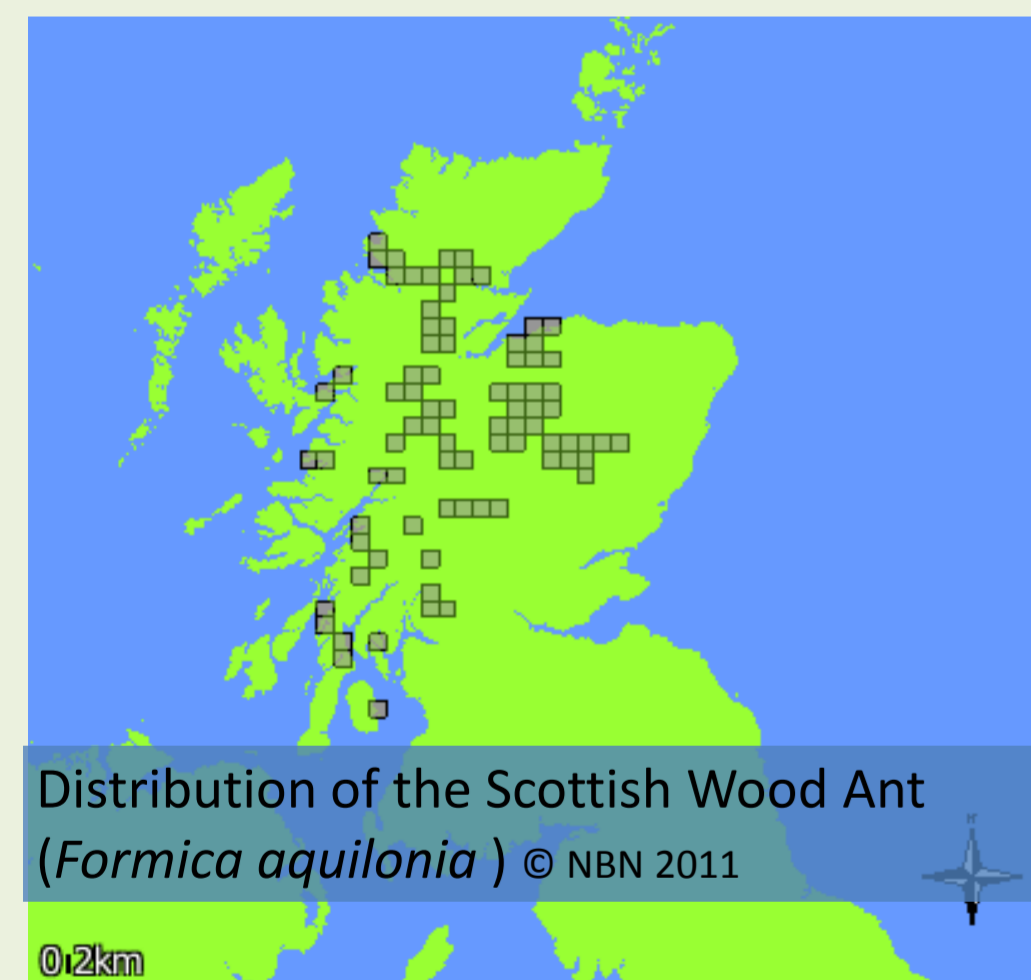 Distribution of the Scottish Wood Ant
(Formica aquilonia ) © NBN 2011
N
0 2km